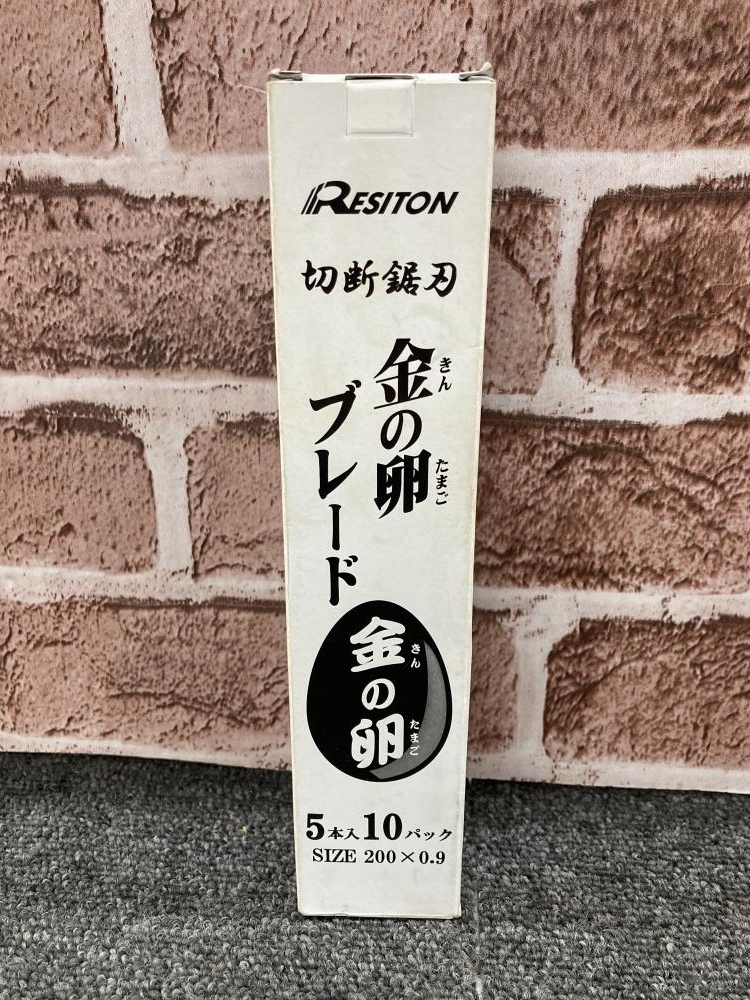 RESITON
切断鋸刃
金の卵
きん
たまご
ブレード
金の卵
きん
たまご
5本入10パック
SIZE 200×0.9